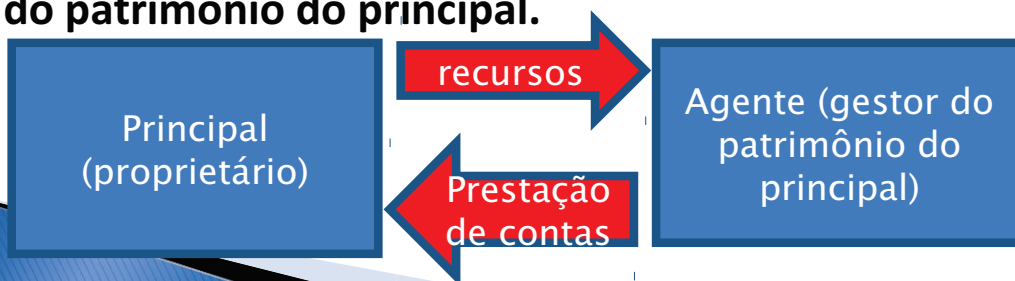 do patrimônio do principal.
recursos
Principal
(proprietário)
Agente (gestor do
patrimônio do
principal)
Prestação
de contas